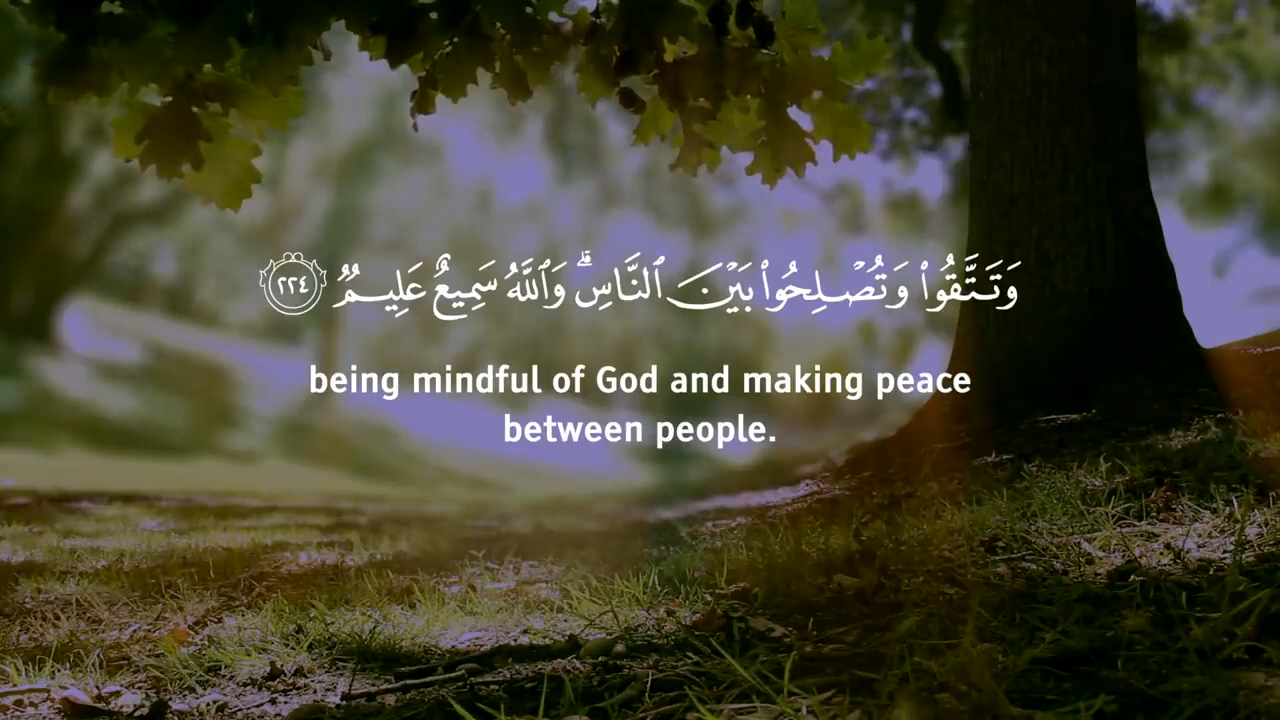 وَتَتَّقُوا۟ وَتُصْلِحُوا۟ بَيْنَ ٱلنَّاسِ ۗ وَٱللَّهُ سَمِيعٌ عَلِيمٌ ٢٢٤
being mindful of God and making peace
between people.